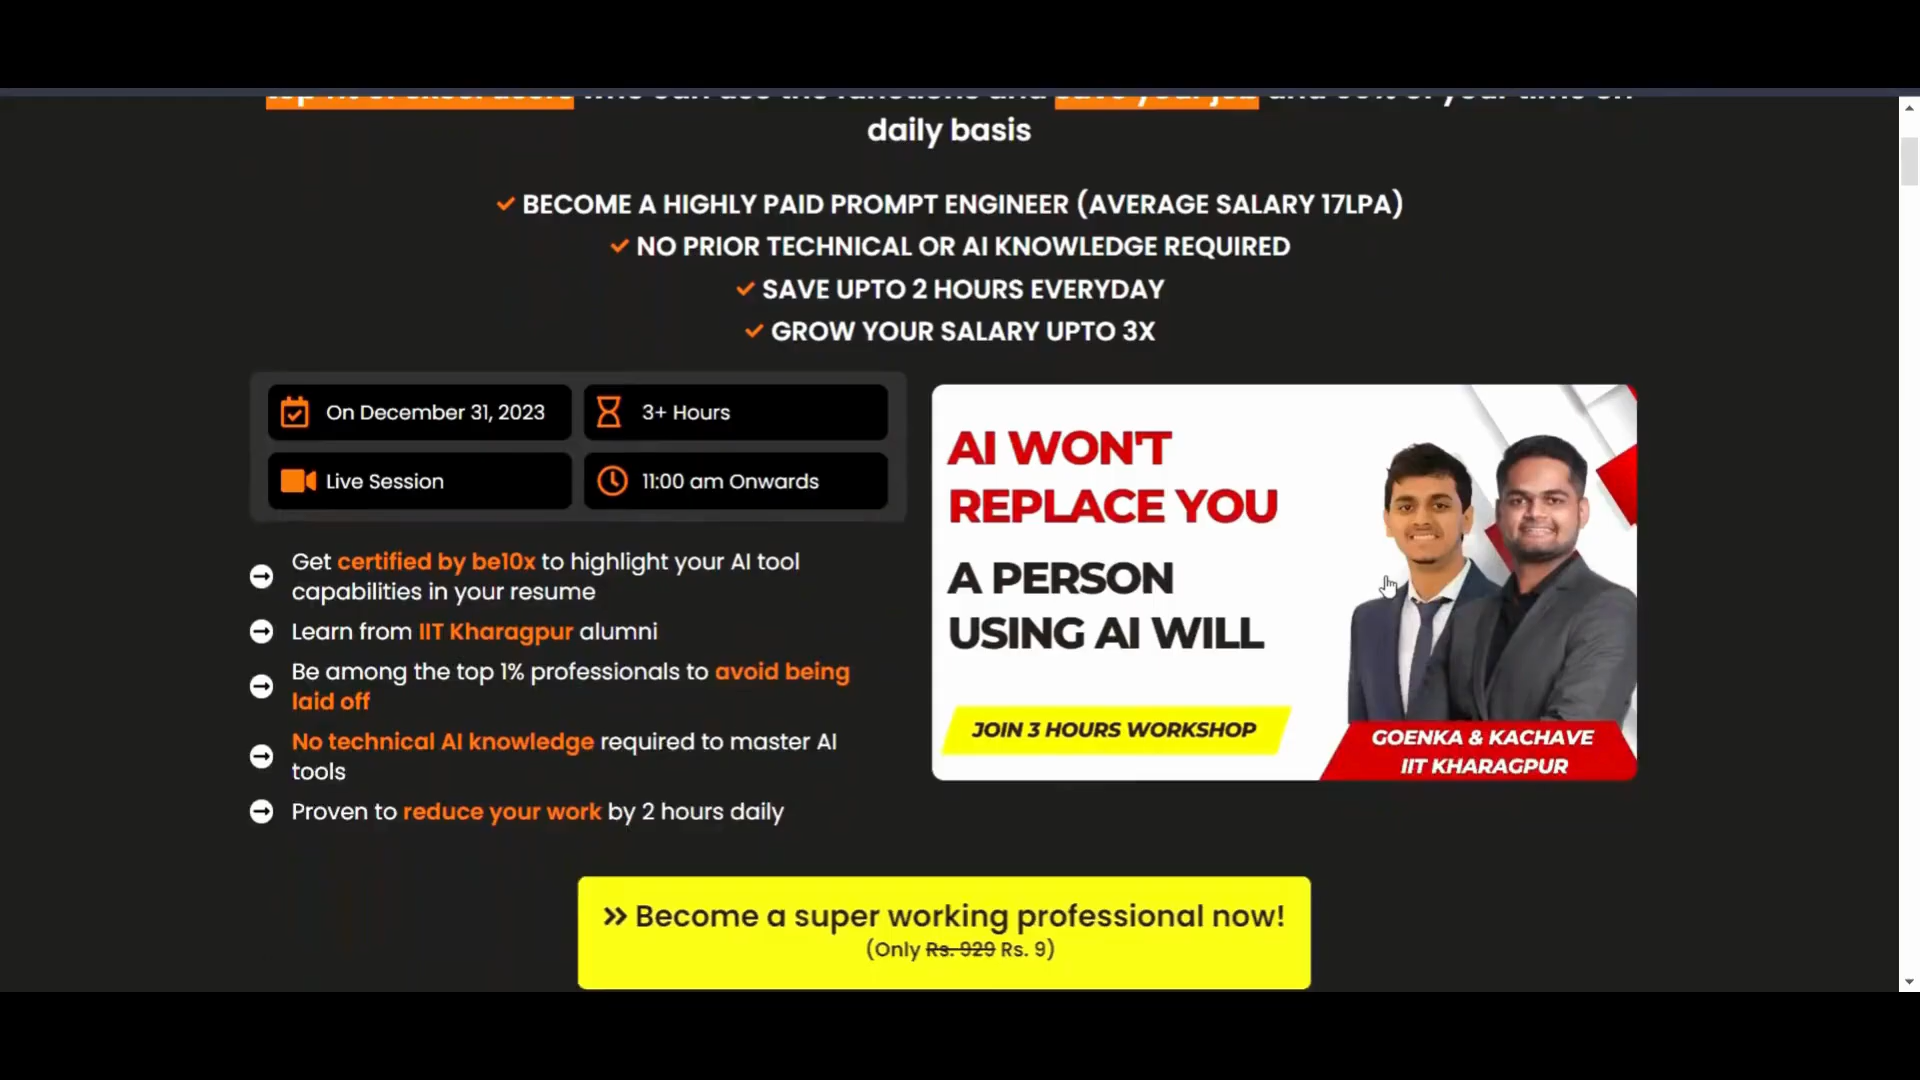 daily basis
BECOME A HIGHLY PAID PROMPT ENGINEER (AVERAGE SALARY 17LPA)
NO PRIOR TECHNICAL OR AI KNOWLEDGE REQUIRED
SAVE UPTO 2 HOURS EVERYDAY
GROW YOUR SALARY UPTO 3X
On December 31, 2023
3+ Hours
Live Session
11:00 am Onwards
Get certified by be10x to highlight your AI tool
capabilities in your resume
Learn from IIT Kharagpur alumni
Be among the top 1% professionals to avoid being
laid off
No technical AI knowledge required to master AI
tools
Proven to reduce your work by 2 hours daily
AI WON'T
REPLACE YOU
A PERSON
USING AI WILL
JOIN 3 HOURS WORKSHOP
GOENKA & KACHAVE
IIT KHARAGPUR
Become a super working professional now!
(Only Rs. 929 Rs. 9)